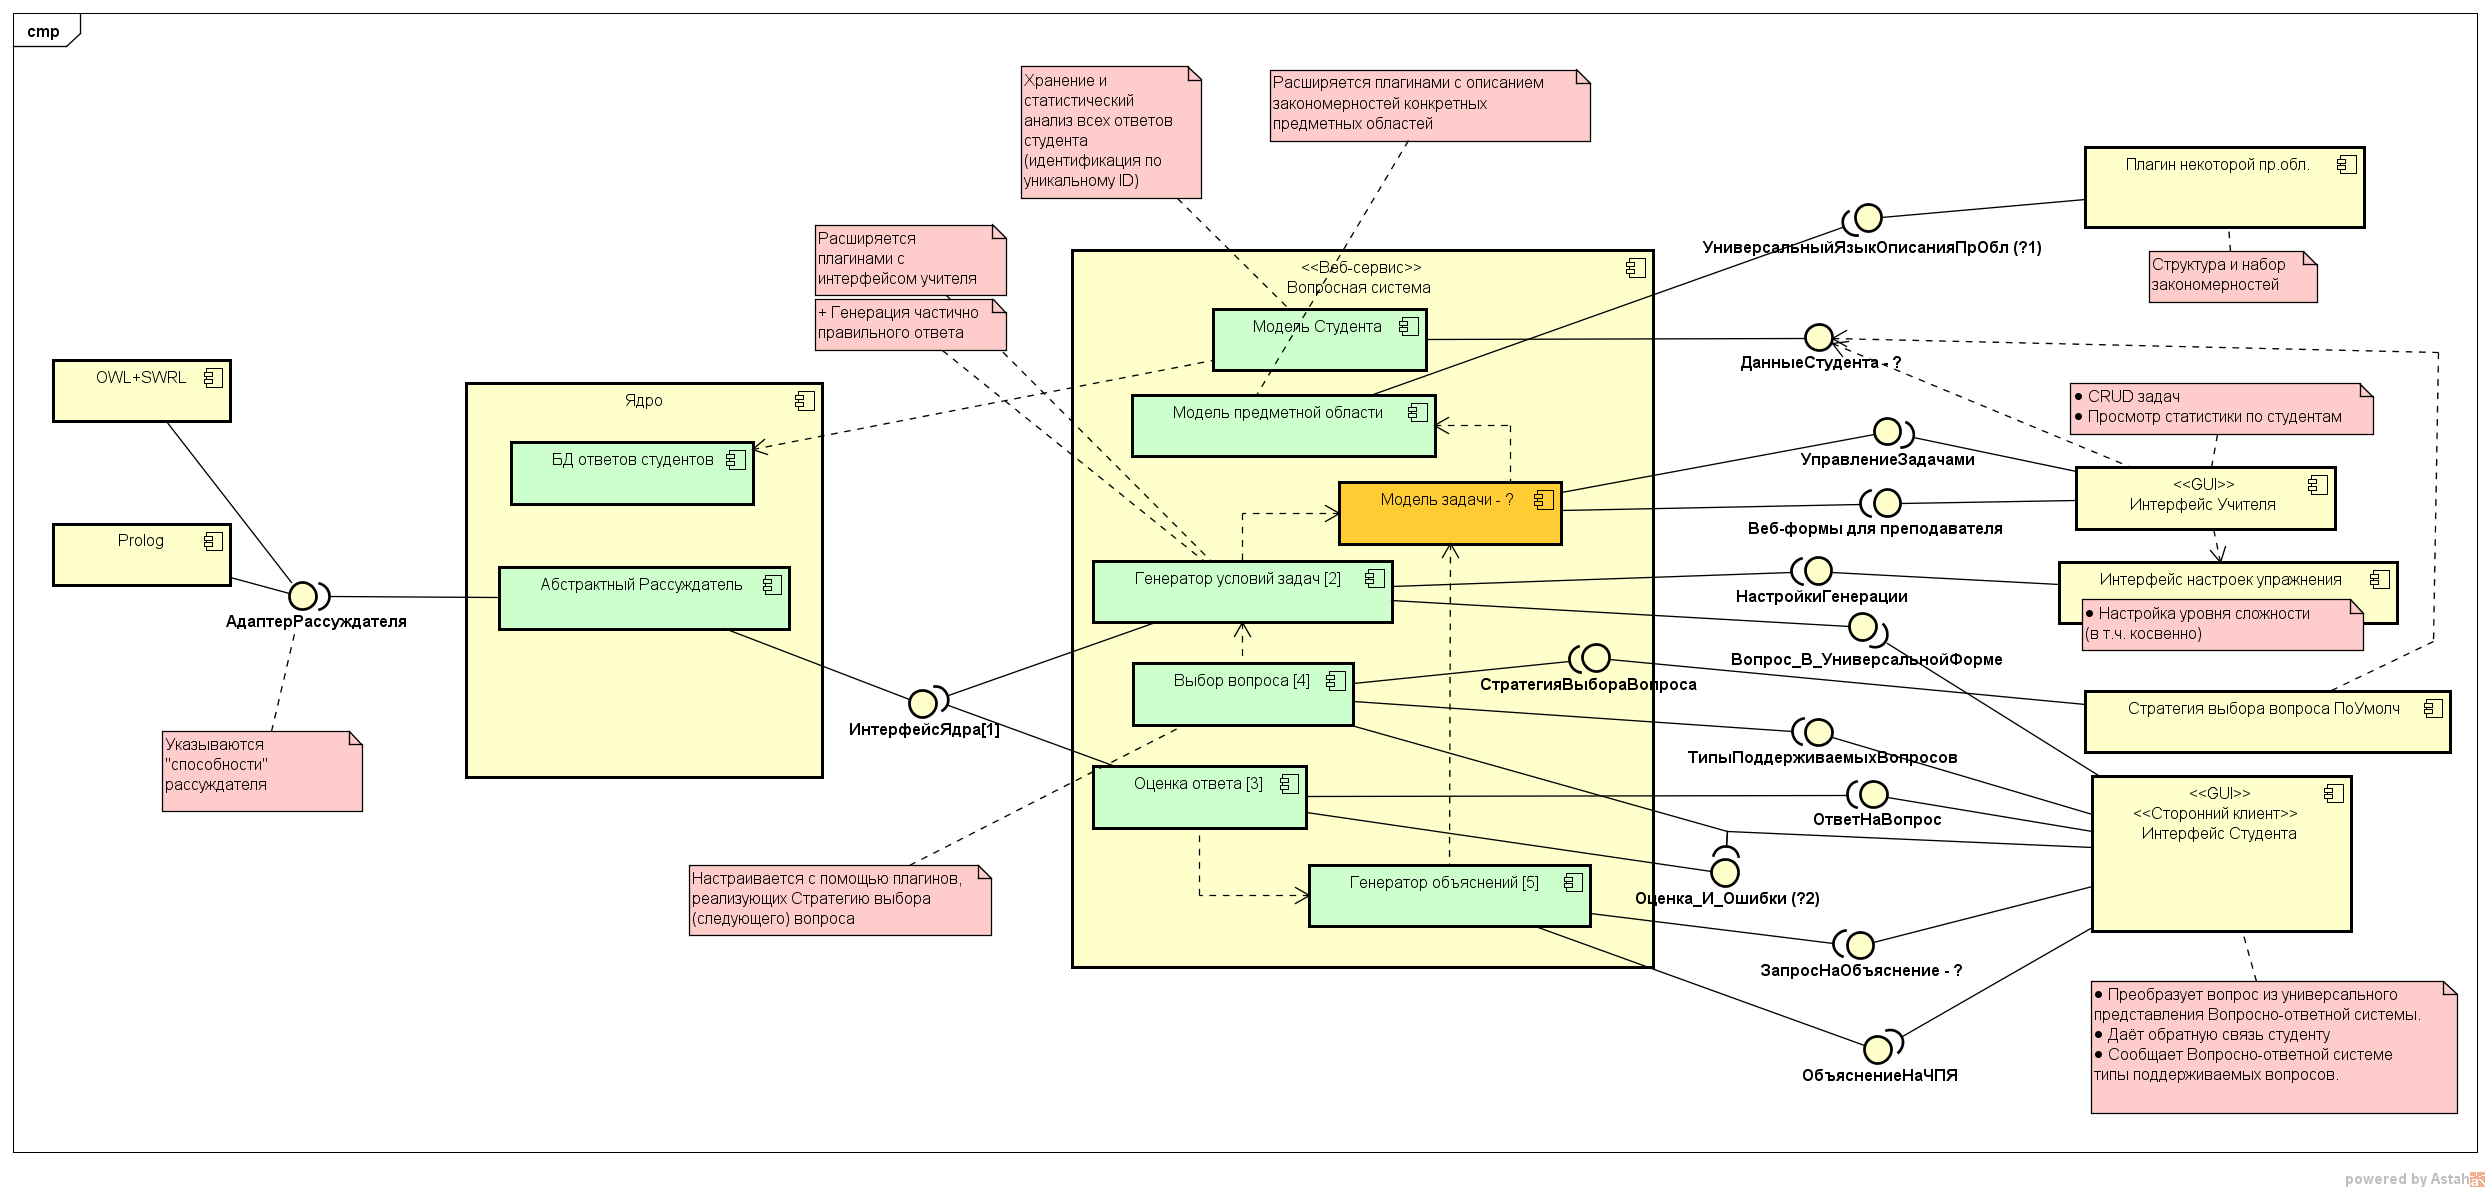 cmp
Хранение и
статистический
анализ всех ответов
студента
(идентификация по
уникальному ID)
Расширяется плагинами с описанием
закономерностей конкретных
предметных областей
Плагин некоторой пр.обл.
УниверсальныйЯзыкОписанияПрОбл (?1)
Структура и набор
закономерностей
Расширяется
плагинами с
интерфейсом учителя
+ Генерация частично
правильного ответа
<<Веб-сервис>>
Вопросная система
Модель Студента
ДанныеСтудента - ?
OWL+SWRL
Ядро
Модель предметной области
● CRUD задач
● Просмотр статистики по студентам
БД ответов студентов
УправлениеЗадачами
Модель задачи - ?
<<GUI>>
Интерфейс Учителя
Веб-формы для преподавателя
Prolog
Абстрактный Рассуждатель
АдаптерРассуждателя
Генератор условий задач [2]
НастройкиГенерации
Интерфейс настроек упражнения
● Настройка уровня сложности
(в т.ч. косвенно)
Вопрос_В_УниверсальнойФорме
Выбор вопроса [4]
СтратегияВыбораВопроса
Стратегия выбора вопроса ПоУмолч
ИнтерфейсЯдра[1]
Указываются
"способности"
рассуждателя
ТипыПоддерживаемыхВопросов
Оценка ответа [3]
ОтветНаВопрос
<<GUI>>
<<Сторонний клиент>>
Интерфейс Студента
Настраивается с помощью плагинов,
реализующих Стратегию выбора
(следующего) вопроса
Генератор объяснений [5]
Оценка_И_Ошибки (?2)
ЗапросНаОбъяснение - ?
ОбъяснениеНаЧПЯ
● Преобразует вопрос из универсального
представления Вопросно-ответной системы.
● Даёт обратную связь студенту
● Сообщает Вопросно-ответной системе
типы поддерживаемых вопросов.
powered by Astah